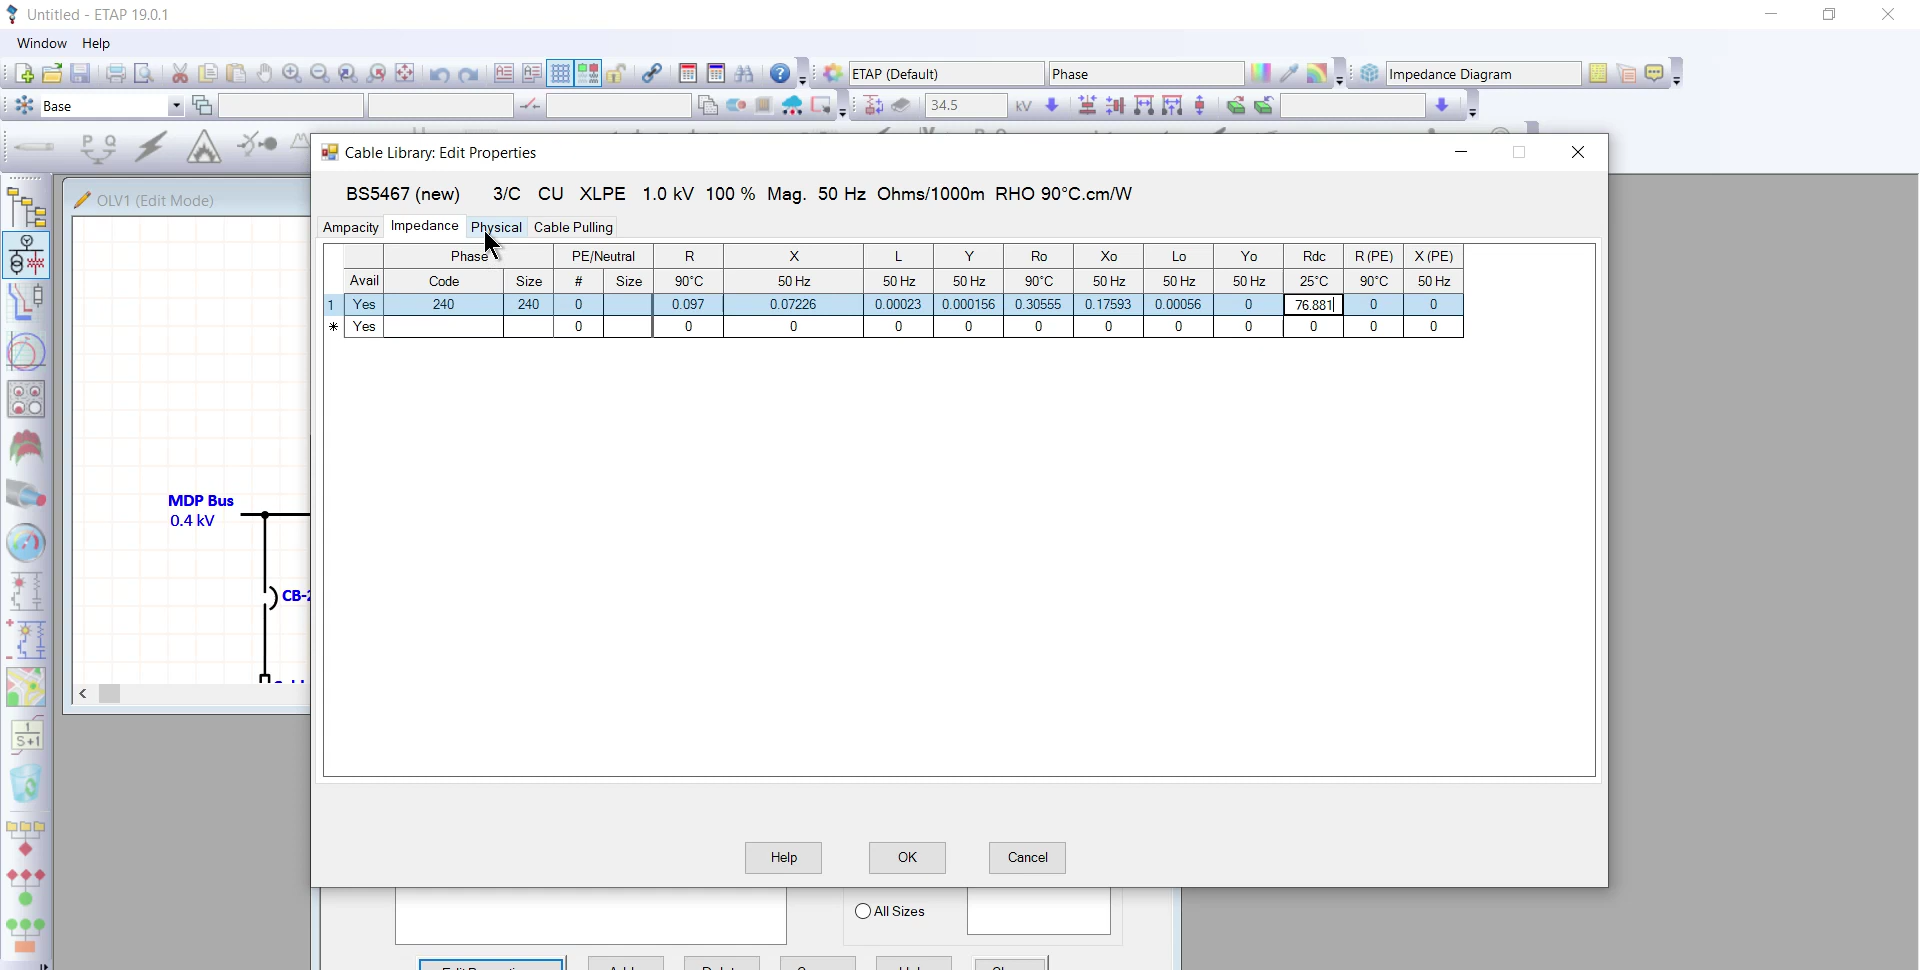 Untitled - ETAP 19.0.1
Window Help
ETAP (Default) Phase Impedance Diagram
Base 34.5 kV
P Q
OLV1 (Edit Mode)
Cable Library: Edit Properties
BS5467 (new) 3/C CU XLPE 1.0 kV 100 % Mag. 50 Hz Ohms/1000m RHO 90°C.cm/W
Ampacity Impedance Physical Cable Pulling
Phase PE/Neutral R X L Y Ro Xo Lo Yo Rdc R (PE) X (PE)
Avail Code Size # Size 90°C 50 Hz 50 Hz 50 Hz 90°C 50 Hz 50 Hz 50 Hz 25°C 90°C 50 Hz
1 Yes 240 240 0 0.097 0.07226 0.00023 0.000156 0.30555 0.17593 0.00056 0 76.881 0 0
* Yes 0 0 0 0 0 0 0 0 0 0 0 0
MDP Bus
0.4 kV
CB-2
1
S+1
Help OK Cancel
All Sizes